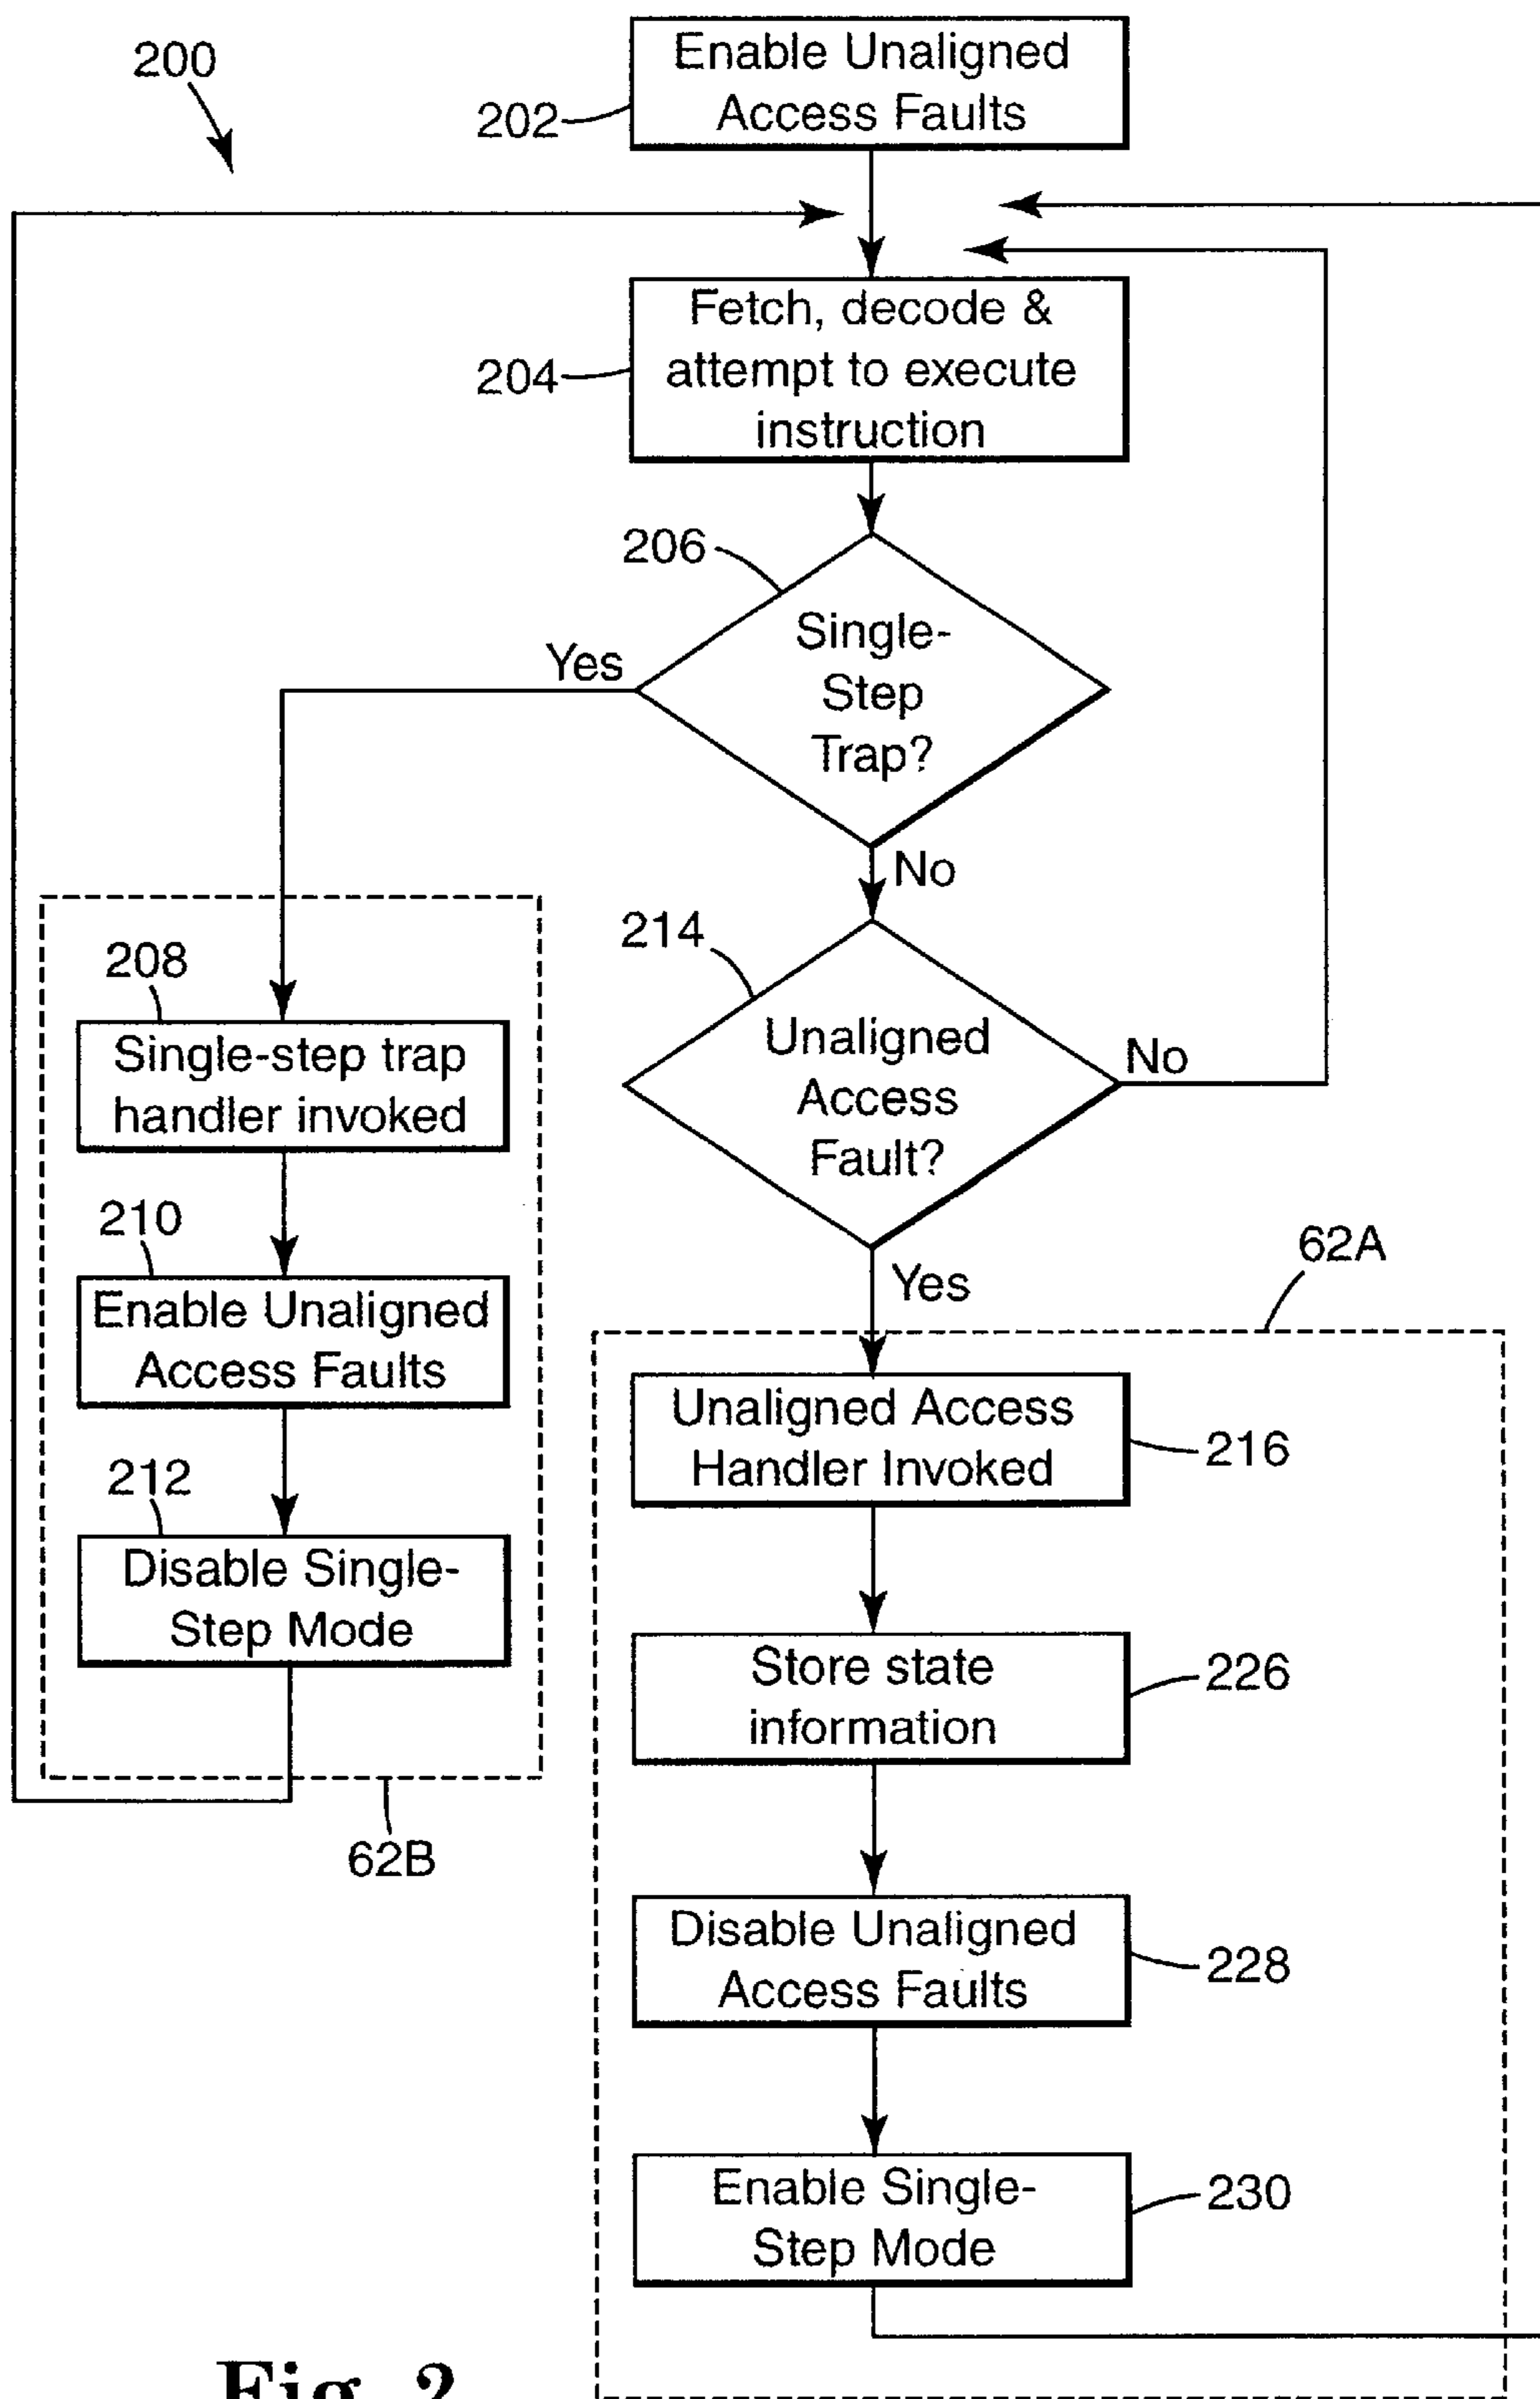 200
Enable Unaligned
Access Faults
202
Fetch, decode &
attempt to execute
instruction
204
206
Single-
Step
Trap?
Yes
No
214
Unaligned
Access
Fault?
No
Yes
208
Single-step trap
handler invoked
210
Enable Unaligned
Access Faults
212
Disable Single-
Step Mode
62B
62A
Unaligned Access
Handler Invoked
216
Store state
information
226
Disable Unaligned
Access Faults
228
Enable Single-
Step Mode
230
Fig. 2